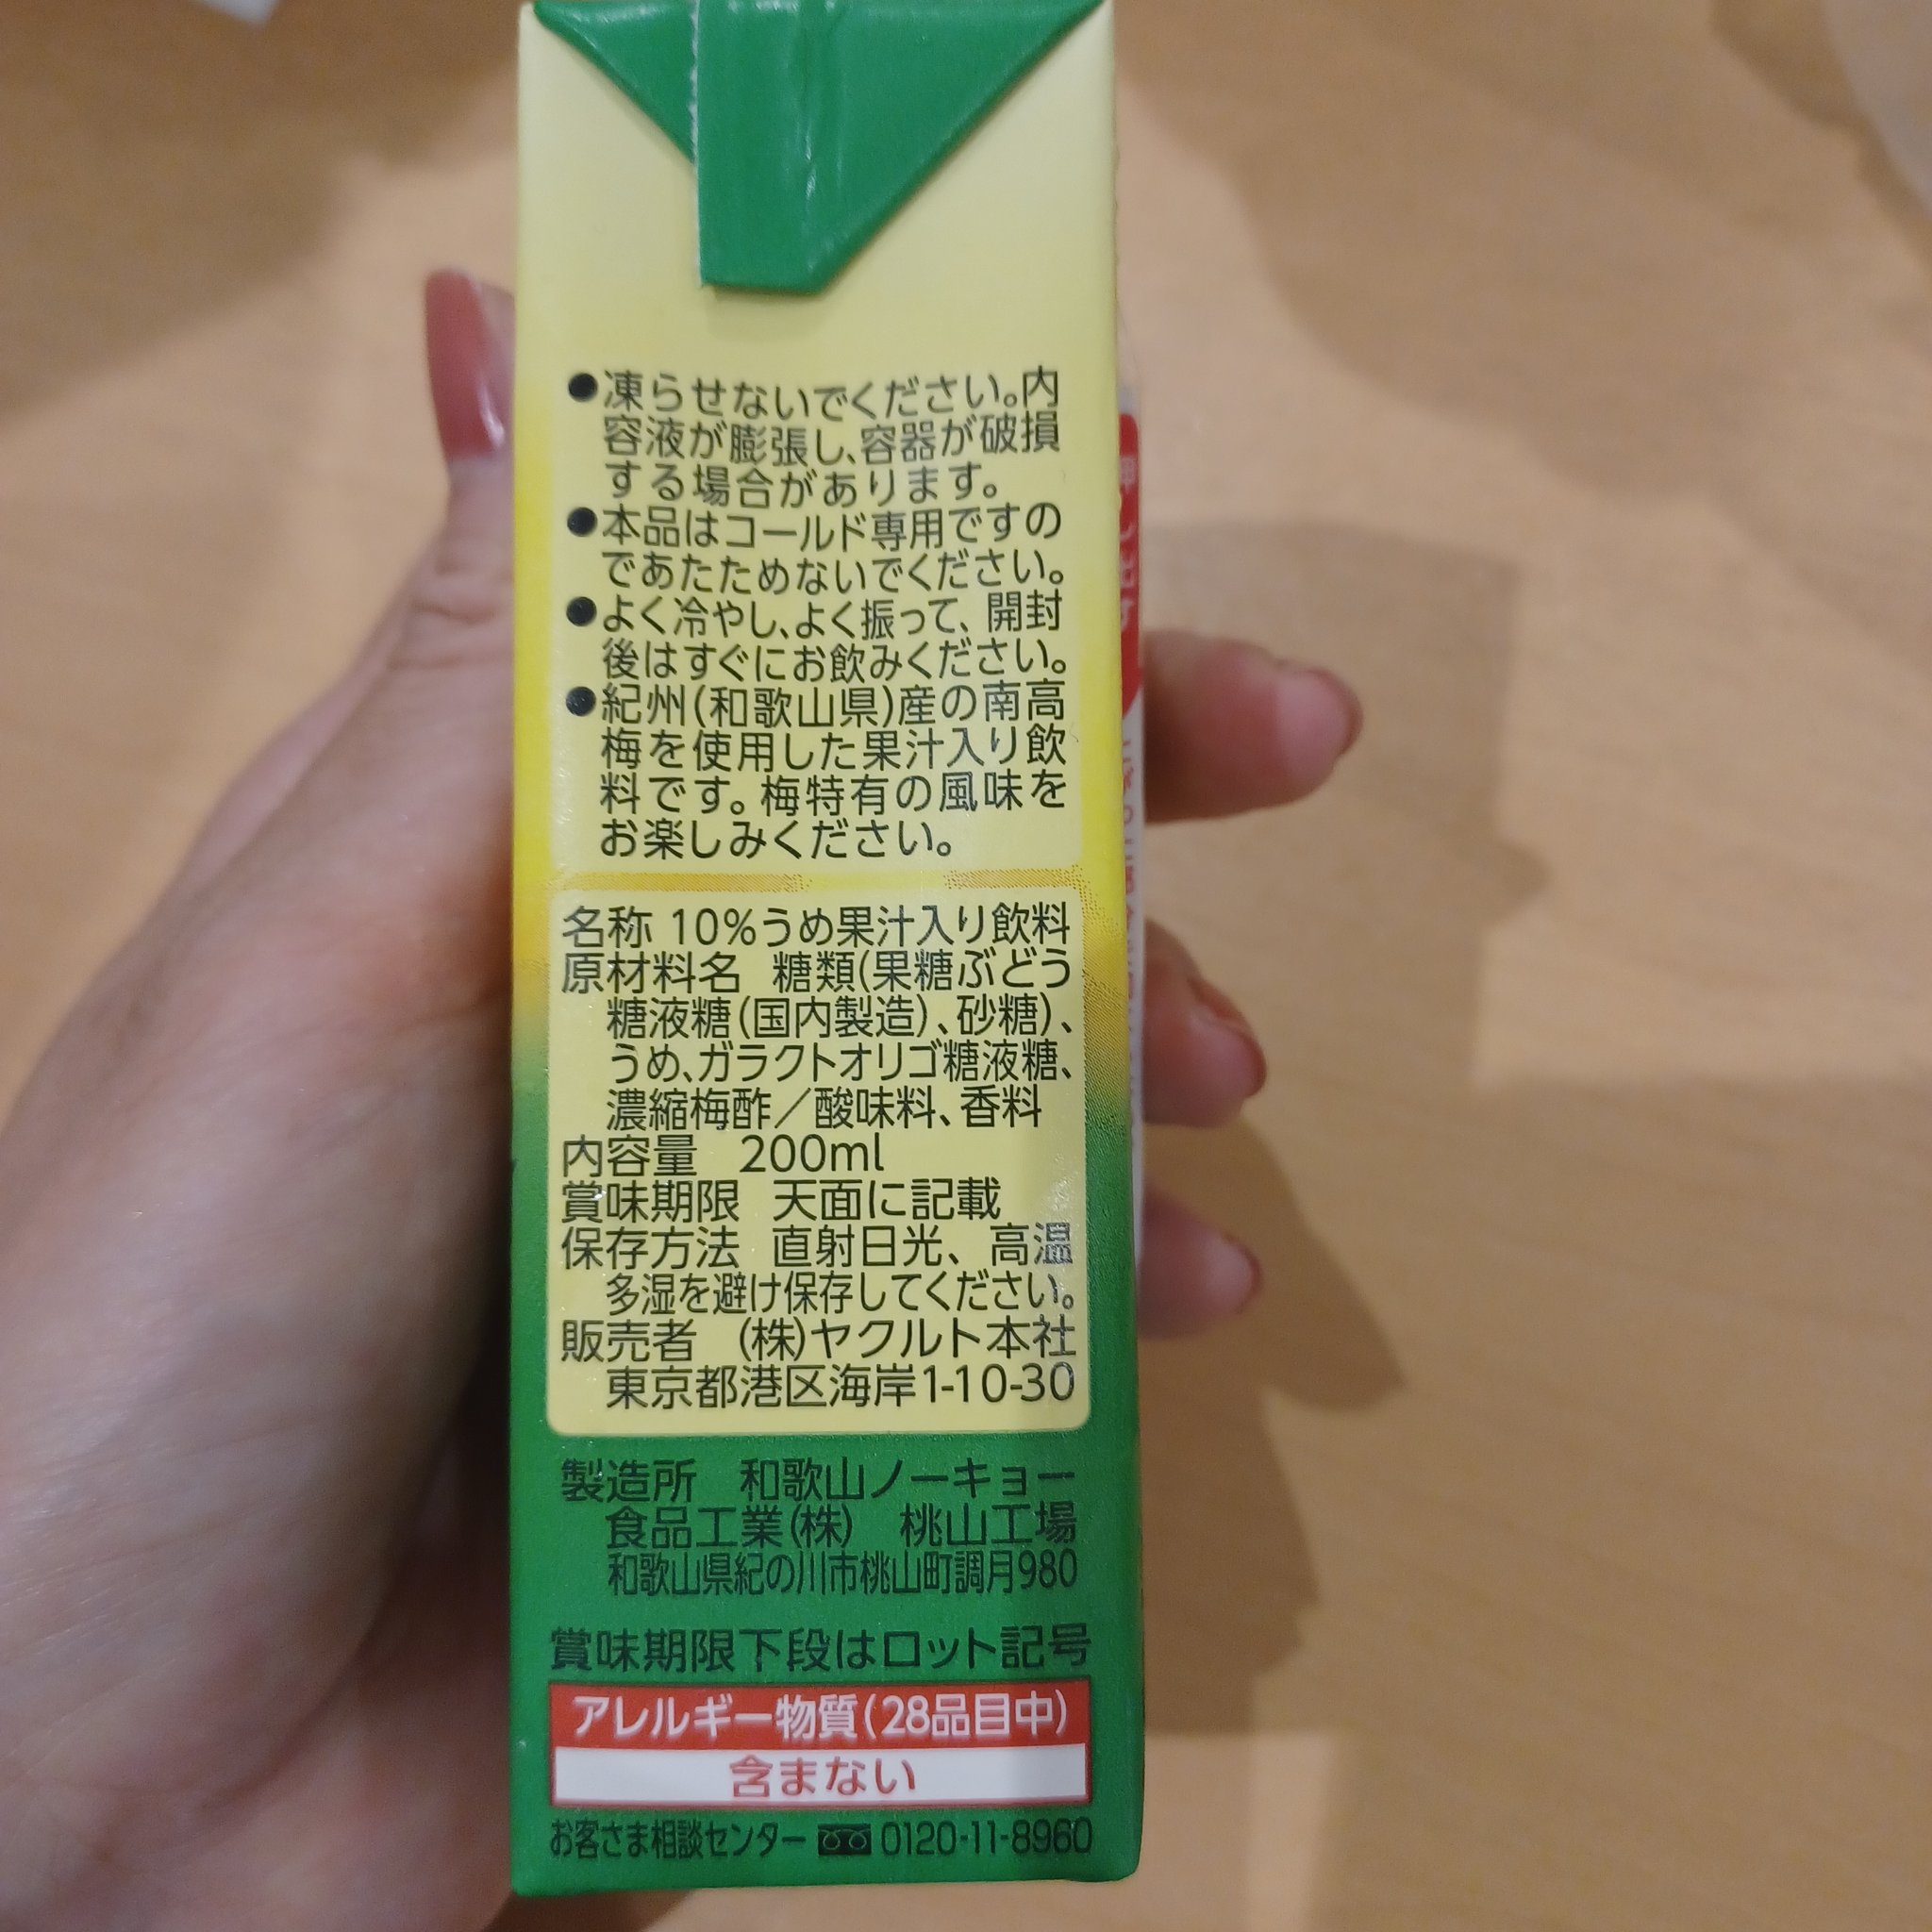 ●凍らせないでください。内
容液が膨張し、容器が破損
する場合があります。
●本品はコールド専用ですの
であたためないでください。
●よく冷やし、よく振って、開封
後はすぐにお飲みください。
●紀州(和歌山県)産の南高
梅を使用した果汁入り飲
料です。梅特有の風味を
お楽しみください。
名称 10%うめ果汁入り飲料
原材料名 糖類(果糖ぶどう
糖液糖(国内製造)、砂糖)、
うめ、ガラクトオリゴ糖液糖、
濃縮梅酢/酸味料、香料
内容量 200ml
賞味期限 天面に記載
保存方法 直射日光、高温
多湿を避け保存してください。
販売者 (株)ヤクルト本社
東京都港区海岸1-10-30
製造所 和歌山ノーキョー
食品工業(株) 桃山工場
和歌山県紀の川市桃山町調月980
賞味期限下段はロット記号
アレルギー物質(28品目中)
含まない
お客さま相談センター 0120-11-8960